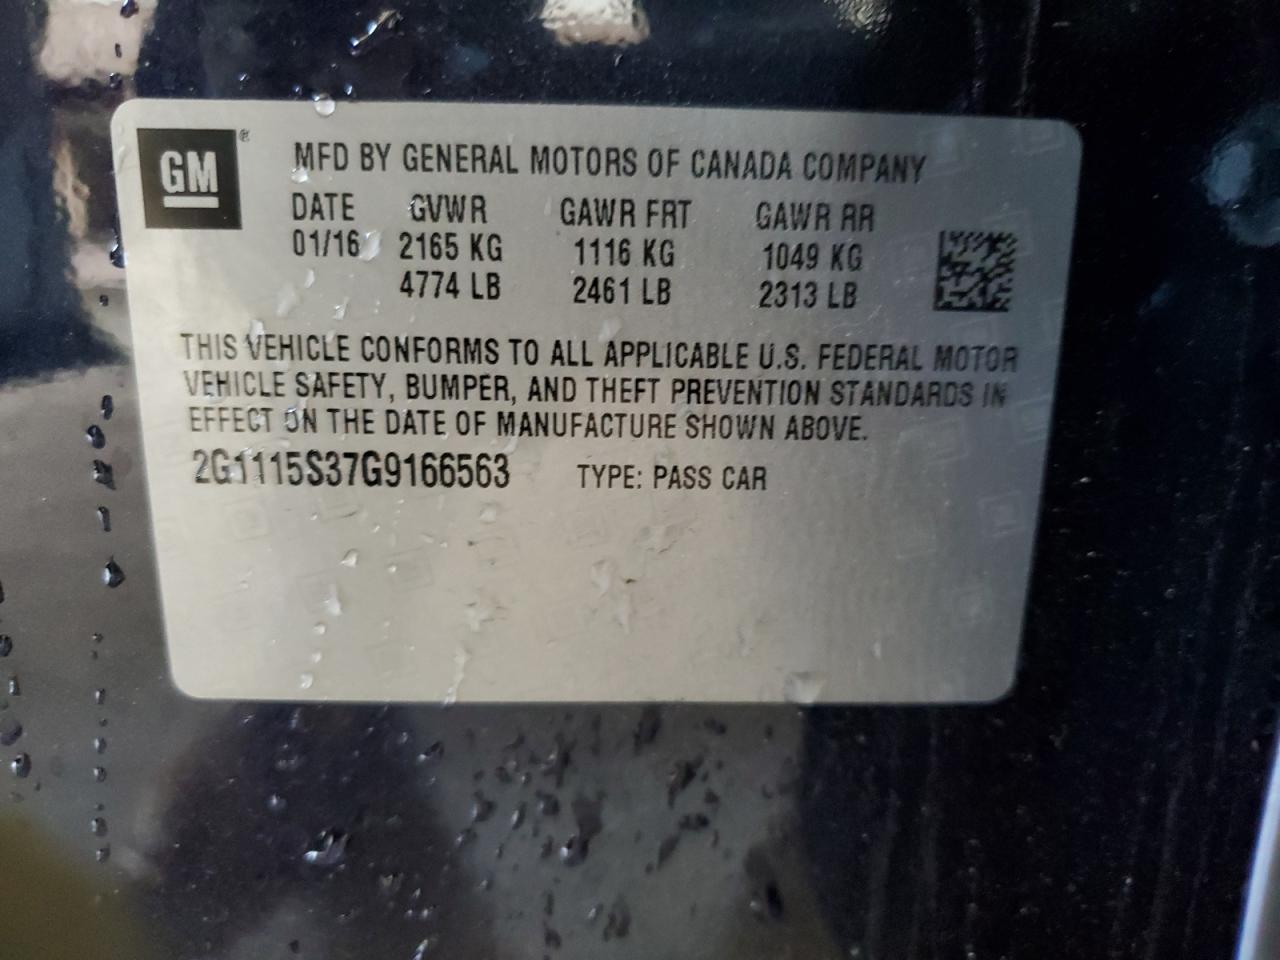 GM ®
MFD BY GENERAL MOTORS OF CANADA COMPANY
DATE GVWR GAWR FRT GAWR RR
01/16 2165 KG 1116 KG 1049 KG
4774 LB 2461 LB 2313 LB
THIS VEHICLE CONFORMS TO ALL APPLICABLE U.S. FEDERAL MOTOR
VEHICLE SAFETY, BUMPER, AND THEFT PREVENTION STANDARDS IN
EFFECT ON THE DATE OF MANUFACTURE SHOWN ABOVE.
2G1115S37G9166563 TYPE: PASS CAR